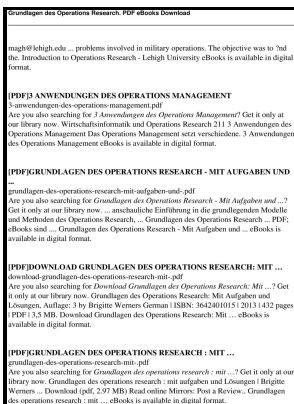 Grundlagen des Operations Research. PDF eBooks Download
magh@lehigh.edu ... problems involved in military operations. The objective was to ?nd
the. Introduction to Operations Research - Lehigh University eBooks is available in digital
format.
[PDF]3 ANWENDUNGEN DES OPERATIONS MANAGEMENT
3-anwendungen-des-operations-management.pdf
Are you also searching for 3 Anwendungen des Operations Management? Get it only at
our library now. Wirtschaftsinformatik und Operations Research 211 3 Anwendungen des
Operations Management Das Operations Management setzt verschiedene. 3 Anwendungen
des Operations Management eBooks is available in digital format.
[PDF]GRUNDLAGEN DES OPERATIONS RESEARCH - MIT AUFGABEN UND
...
grundlagen-des-operations-research-mit-aufgaben-und-.pdf
Are you also searching for Grundlagen des Operations Research - Mit Aufgaben und ...?
Get it only at our library now. ... anschauliche Einführung in die grundlegenden Modelle
und Methoden des Operations Research, ... Grundlagen des Operations Research ... PDF;
eBooks sind .... Grundlagen des Operations Research - Mit Aufgaben und ... eBooks is
available in digital format.
[PDF]DOWNLOAD GRUNDLAGEN DES OPERATIONS RESEARCH: MIT …
download-grundlagen-des-operations-research-mit-.pdf
Are you also searching for Download Grundlagen des Operations Research: Mit …? Get
it only at our library now. Grundlagen des Operations Research: Mit Aufgaben und
Lösungen, Auflage: 3 by Brigitte Werners German | ISBN: 3642401015 | 2013 | 432 pages
| PDF | 3,5 MB. Download Grundlagen des Operations Research: Mit … eBooks is
available in digital format.
[PDF]GRUNDLAGEN DES OPERATIONS RESEARCH : MIT …
grundlagen-des-operations-research-mit-.pdf
Are you also searching for Grundlagen des operations research : mit …? Get it only at our
library now. Grundlagen des operations research : mit aufgaben und Lösungen | Brigitte
Werners ... Download (pdf, 2.97 MB) Read online Mirrors: Post a Review.. Grundlagen
des operations research : mit … eBooks is available in digital format.